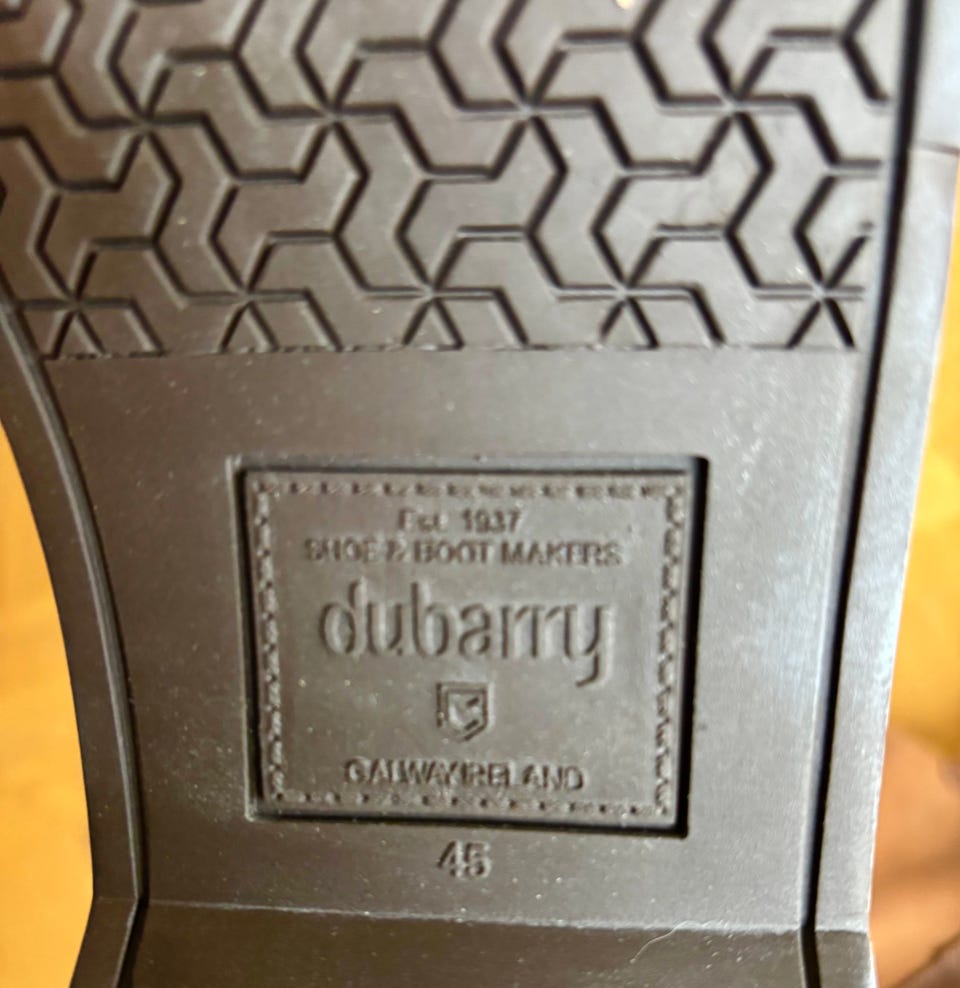 Est 1937
SHOE & BOOT MAKERS
dubarry
GALWAY IRELAND
45